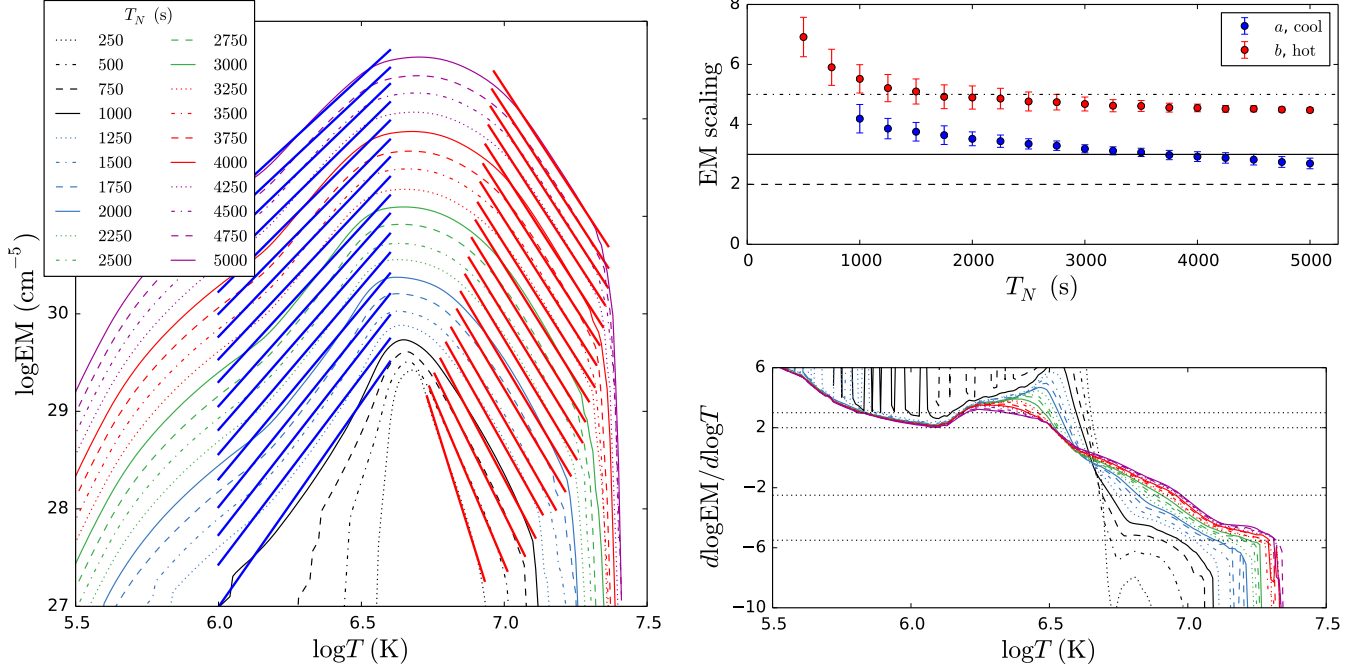 T_N (s)
250 2750
500 3000
750 3250
1000 3500
1250 3750
1500 4000
1750 4250
2000 4500
2250 4750
2500 5000
30
29
28
27
logEM (cm⁻⁵)
5.5 6.0 6.5 7.0 7.5
logT (K)
8
6
4
2
0
EM scaling
a, cool
b, hot
0 1000 2000 3000 4000 5000
T_N (s)
6
2
−2
−6
−10
dlogEM/dlogT
5.5 6.0 6.5 7.0 7.5
logT (K)